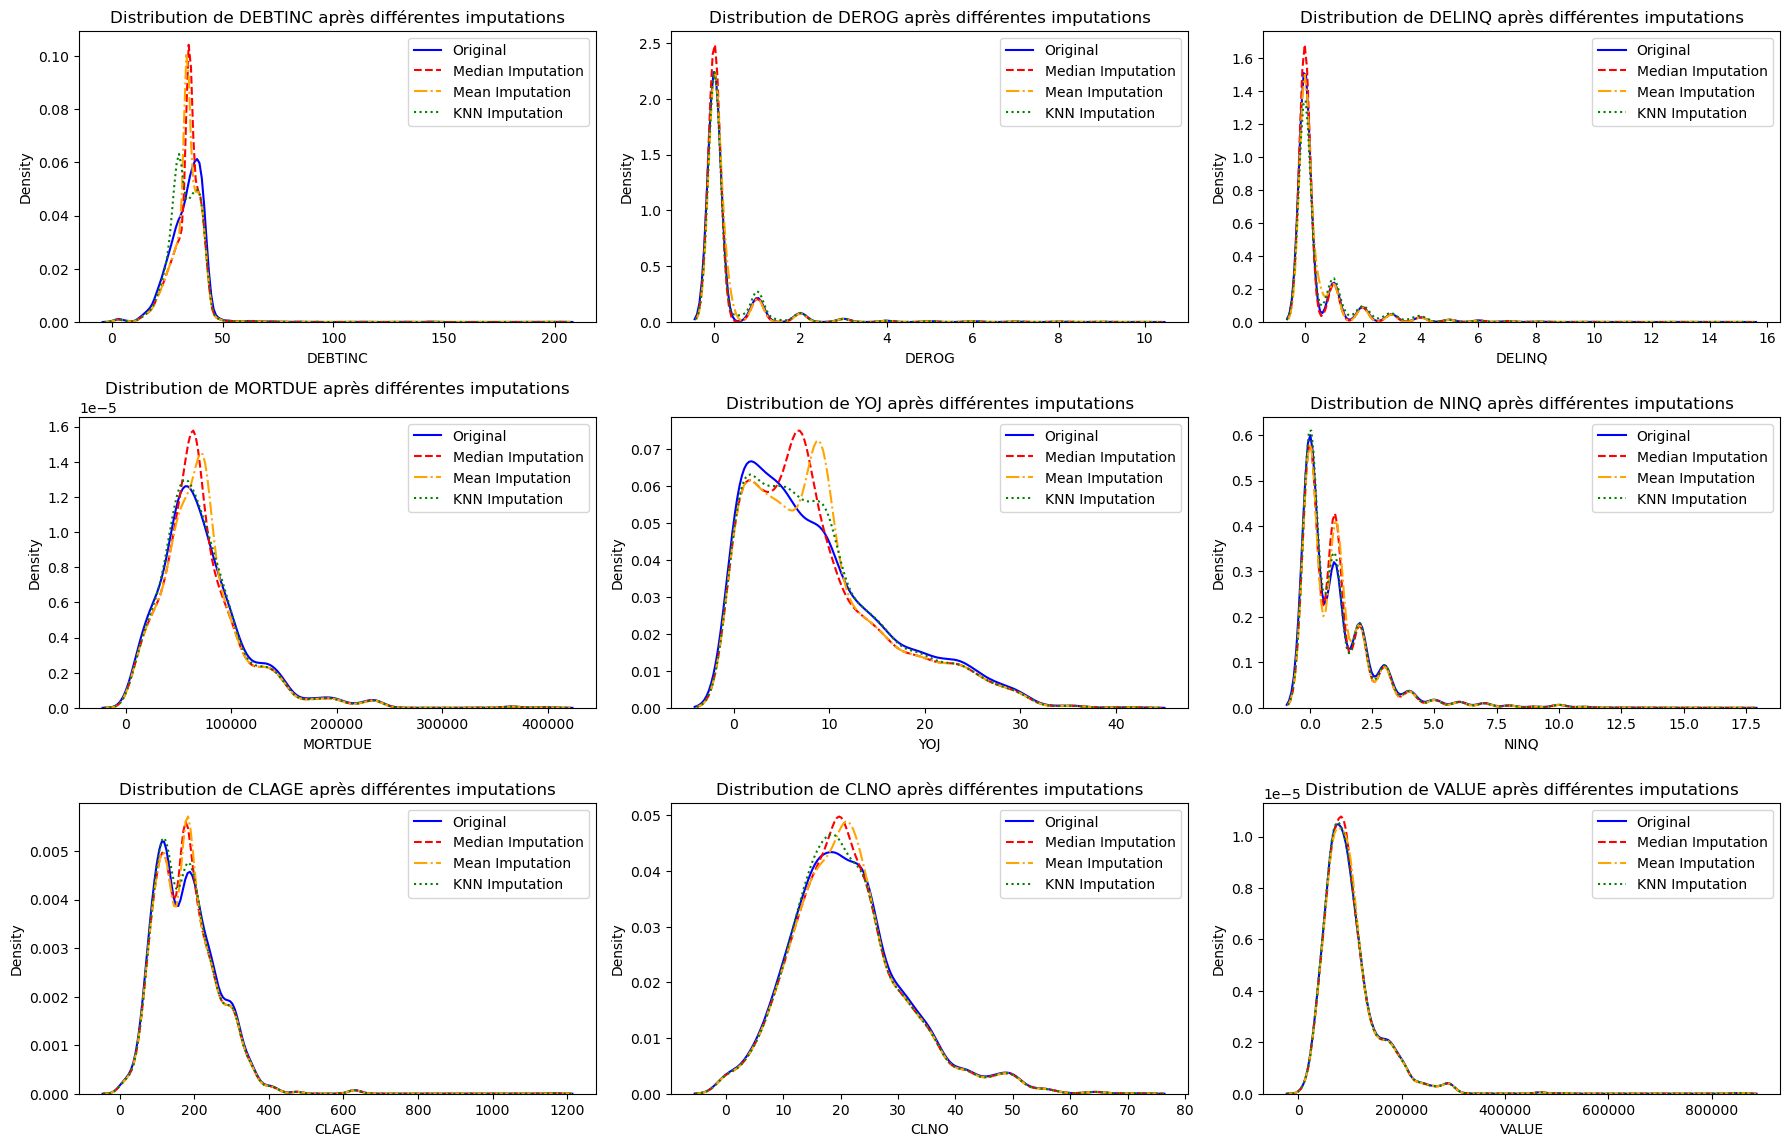 Distribution de DEBTINC après différentes imputations
0.10
0.08
0.06
0.04
0.02
0.00
Density
Original
Median Imputation
Mean Imputation
KNN Imputation
0 50 100 150 200
DEBTINC
Distribution de DEROG après différentes imputations
2.5
2.0
1.5
1.0
0.5
0.0
Density
Original
Median Imputation
Mean Imputation
KNN Imputation
0 2 4 6 8 10
DEROG
Distribution de DELINQ après différentes imputations
1.6
1.4
1.2
1.0
0.8
0.6
0.4
0.2
0.0
Density
Original
Median Imputation
Mean Imputation
KNN Imputation
0 2 4 6 8 10 12 14 16
DELINQ
Distribution de MORTDUE après différentes imputations
1e−5
1.6
1.4
1.2
1.0
0.8
0.6
0.4
0.2
0.0
Density
Original
Median Imputation
Mean Imputation
KNN Imputation
0 100000 200000 300000 400000
MORTDUE
Distribution de YOJ après différentes imputations
0.07
0.06
0.05
0.04
0.03
0.02
0.01
0.00
Density
Original
Median Imputation
Mean Imputation
KNN Imputation
0 10 20 30 40
YOJ
Distribution de NINQ après différentes imputations
0.6
0.5
0.4
0.3
0.2
0.1
0.0
Density
Original
Median Imputation
Mean Imputation
KNN Imputation
0.0 2.5 5.0 7.5 10.0 12.5 15.0 17.5
NINQ
Distribution de CLAGE après différentes imputations
0.005
0.004
0.003
0.002
0.001
0.000
Density
Original
Median Imputation
Mean Imputation
KNN Imputation
0 200 400 600 800 1000 1200
CLAGE
Distribution de CLNO après différentes imputations
0.05
0.04
0.03
0.02
0.01
0.00
Density
Original
Median Imputation
Mean Imputation
KNN Imputation
0 10 20 30 40 50 60 70 80
CLNO
Distribution de VALUE après différentes imputations
1e−5
1.0
0.8
0.6
0.4
0.2
0.0
Density
Original
Median Imputation
Mean Imputation
KNN Imputation
0 200000 400000 600000 800000
VALUE